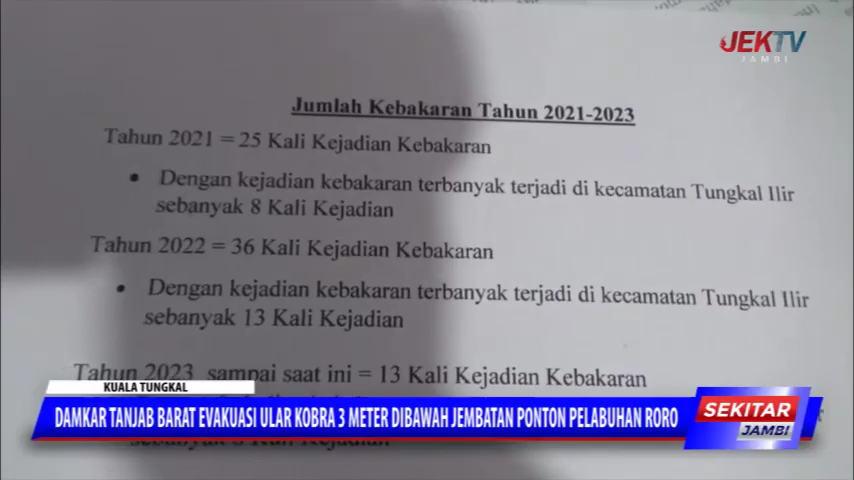 JEKTV
JAMBI
Jumlah Kebakaran Tahun 2021-2023
Tahun 2021 = 25 Kali Kejadian Kebakaran
• Dengan kejadian kebakaran terbanyak terjadi di kecamatan Tungkal Ilir
sebanyak 8 Kali Kejadian
Tahun 2022 = 36 Kali Kejadian Kebakaran
• Dengan kejadian kebakaran terbanyak terjadi di kecamatan Tungkal Ilir
sebanyak 13 Kali Kejadian
Tahun 2023 sampai saat ini = 13 Kali Kejadian Kebakaran
KUALA TUNGKAL
DAMKAR TANJAB BARAT EVAKUASI ULAR KOBRA 3 METER DIBAWAH JEMBATAN PONTON PELABUHAN RORO
SEKITAR
JAMBI